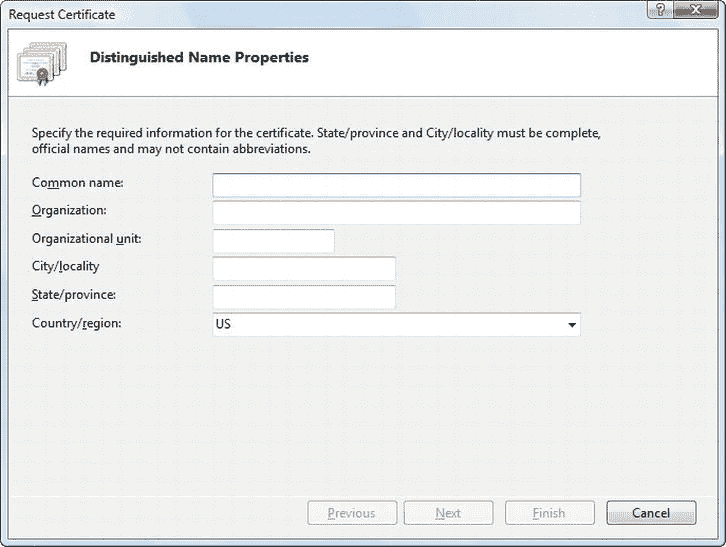 Request Certificate
?
Distinguished Name Properties
Specify the required information for the certificate. State/province and City/locality must be complete,
official names and may not contain abbreviations.
Common name:
Organization:
Organizational unit:
City/locality
State/province:
Country/region: US
Previous Next Finish Cancel